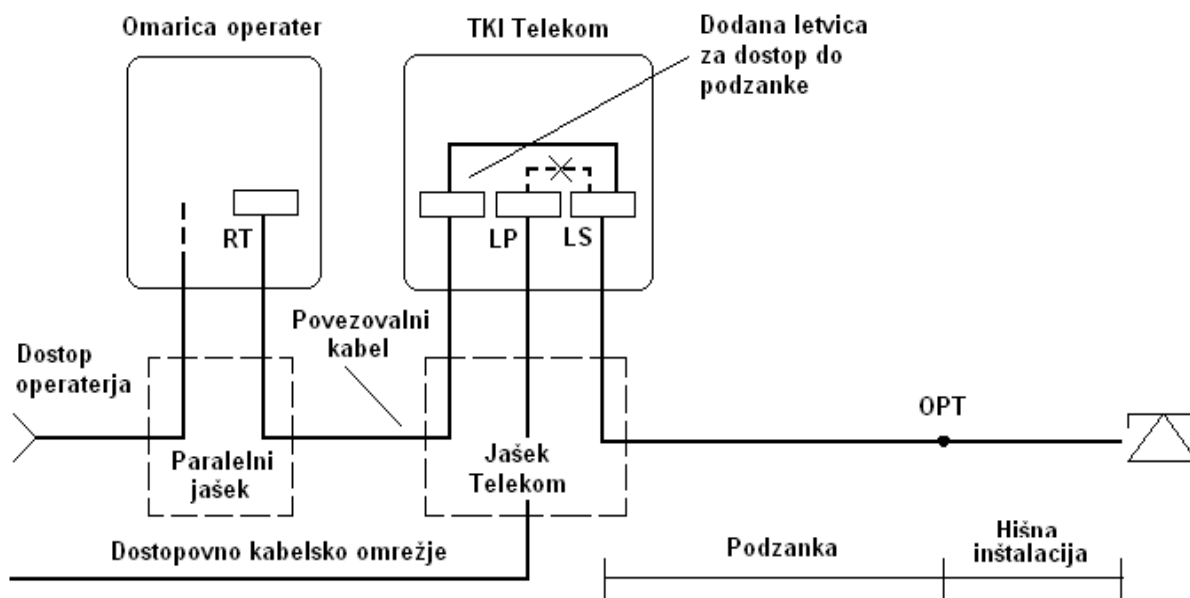 Omarica operater
TKI Telekom
Dodana letvica
za dostop do
podzanke
RT
LP
LS
Povezovalni
kabel
Dostop
operaterja
OPT
Paralelni
jašek
Jašek
Telekom
Dostopovno kabelsko omrežje
Podzanka
Hišna
inštalacija